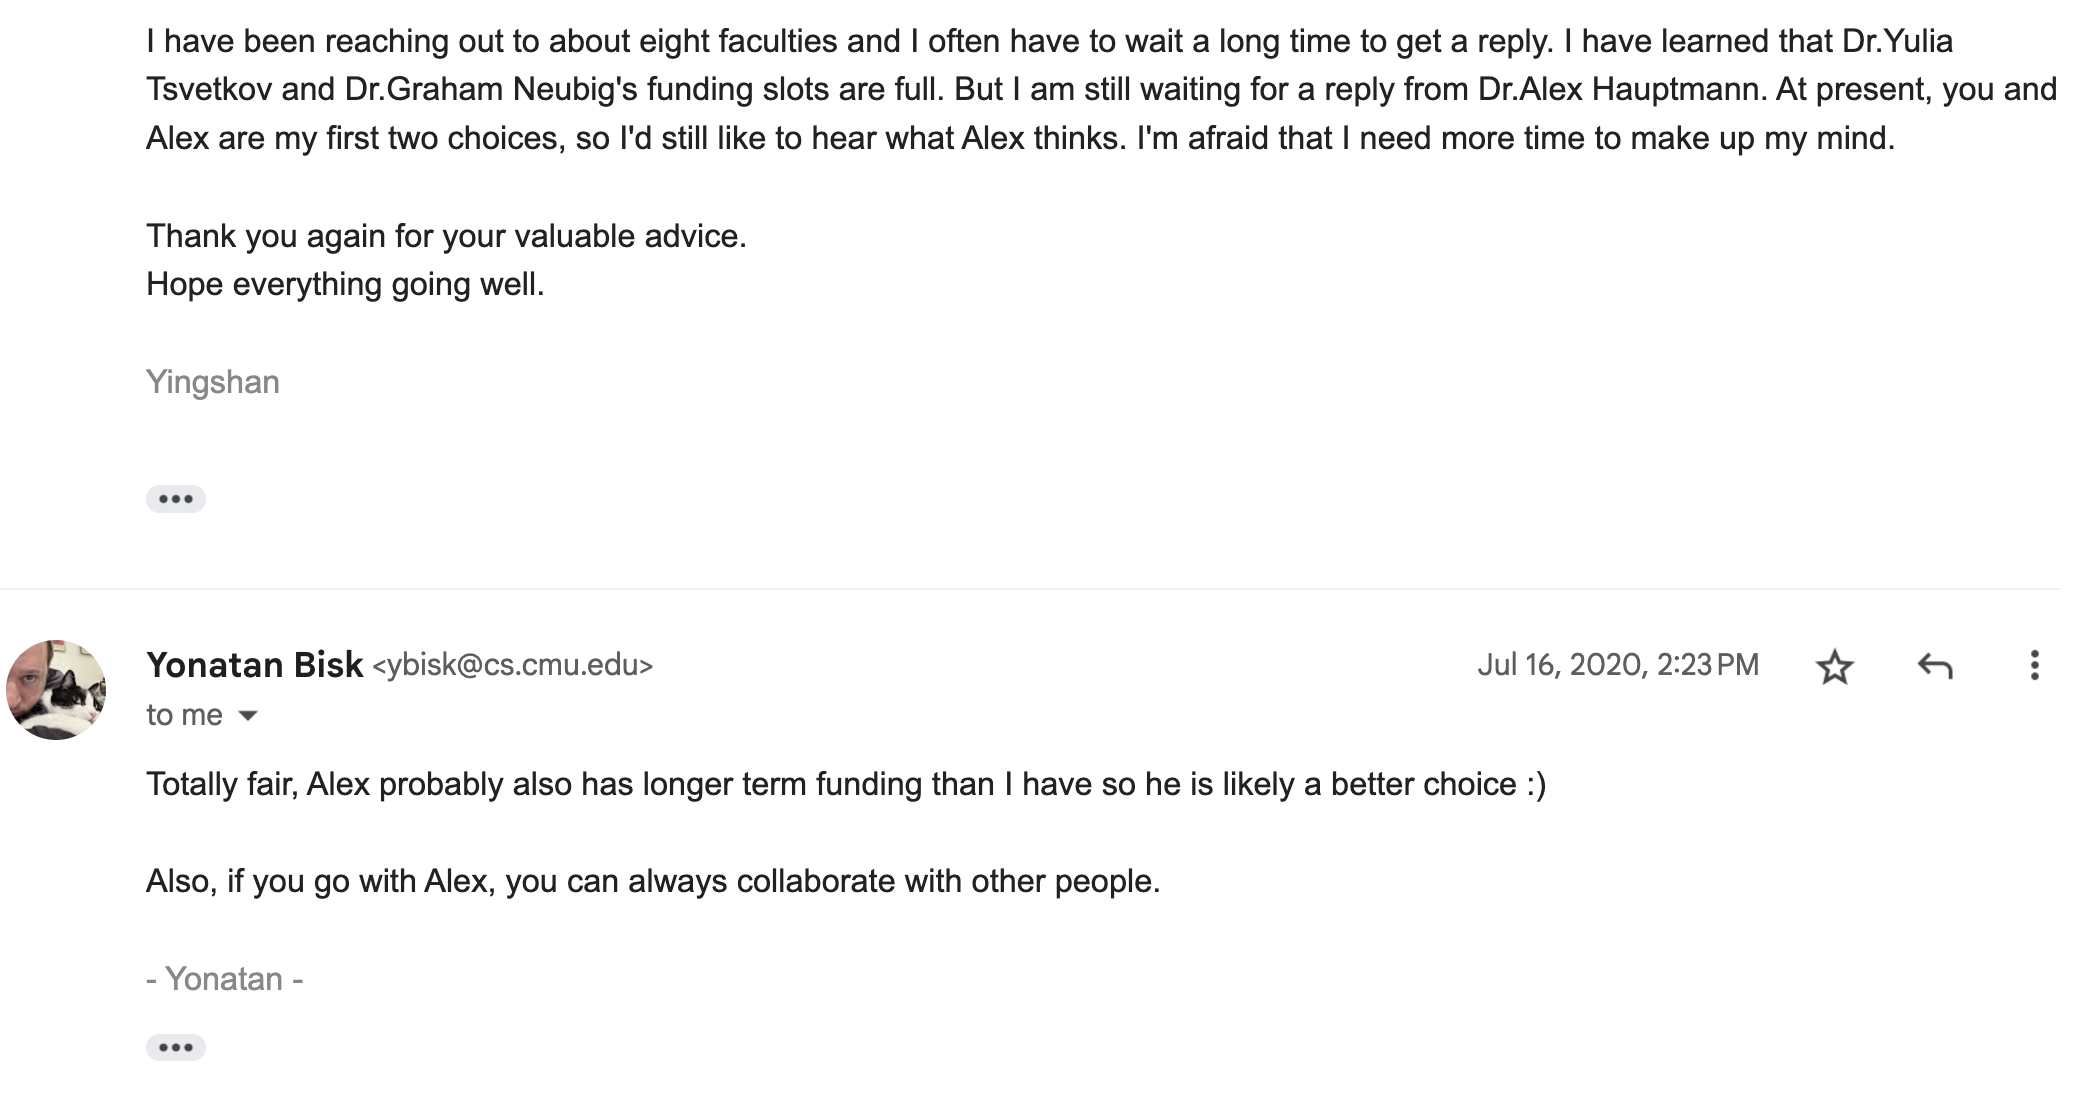 I have been reaching out to about eight faculties and I often have to wait a long time to get a reply. I have learned that Dr.Yulia
Tsvetkov and Dr.Graham Neubig's funding slots are full. But I am still waiting for a reply from Dr.Alex Hauptmann. At present, you and
Alex are my first two choices, so I'd still like to hear what Alex thinks. I'm afraid that I need more time to make up my mind.
Thank you again for your valuable advice.
Hope everything going well.
Yingshan
Yonatan Bisk <ybisk@cs.cmu.edu> Jul 16, 2020, 2:23 PM
to me
Totally fair, Alex probably also has longer term funding than I have so he is likely a better choice :)
Also, if you go with Alex, you can always collaborate with other people.
- Yonatan -